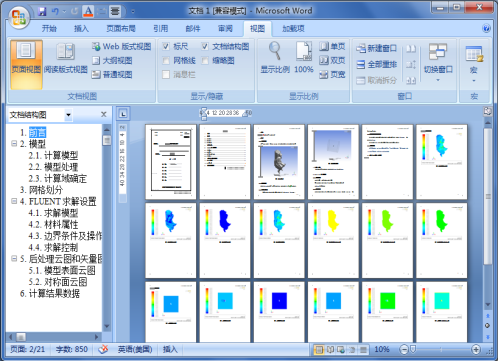 文档 1 [兼容模式] - Microsoft Word
开始 插入 页面布局 引用 邮件 审阅 视图 加载项
页面视图 阅读版式视图 Web 版式视图 大纲视图 普通视图
文档视图
标尺 网格线 消息栏 文档结构图 缩略图
显示/隐藏
显示比例 100% 单页 双页 页宽
显示比例
新建窗口 全部重排 取消拆分 切换窗口
窗口
宏
宏
文档结构图
1. 前言
2. 模型
2.1. 计算模型
2.2. 模型处理
2.3. 计算域确定
3. 网格划分
4. FLUENT求解设置
4.1. 求解模型
4.2. 材料属性
4.3. 边界条件及操作
4.4. 求解控制
5. 后处理云图和矢量图
5.1. 模型表面云图
5.2. 对称面云图
6. 计算结果数据
页面: 2/21 字数: 850 英语(美国) 插入 10%